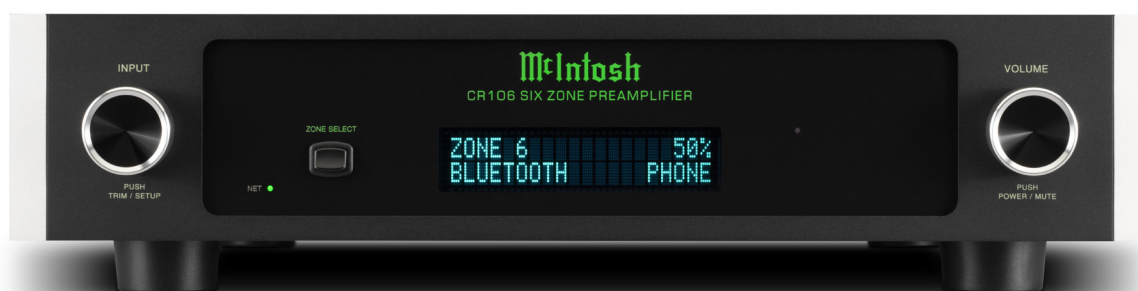 INPUT
PUSH
TRIM / SETUP
ZONE SELECT
NET
McIntosh
CR106 SIX ZONE PREAMPLIFIER
ZONE 6 50%
BLUETOOTH PHONE
VOLUME
PUSH
POWER / MUTE